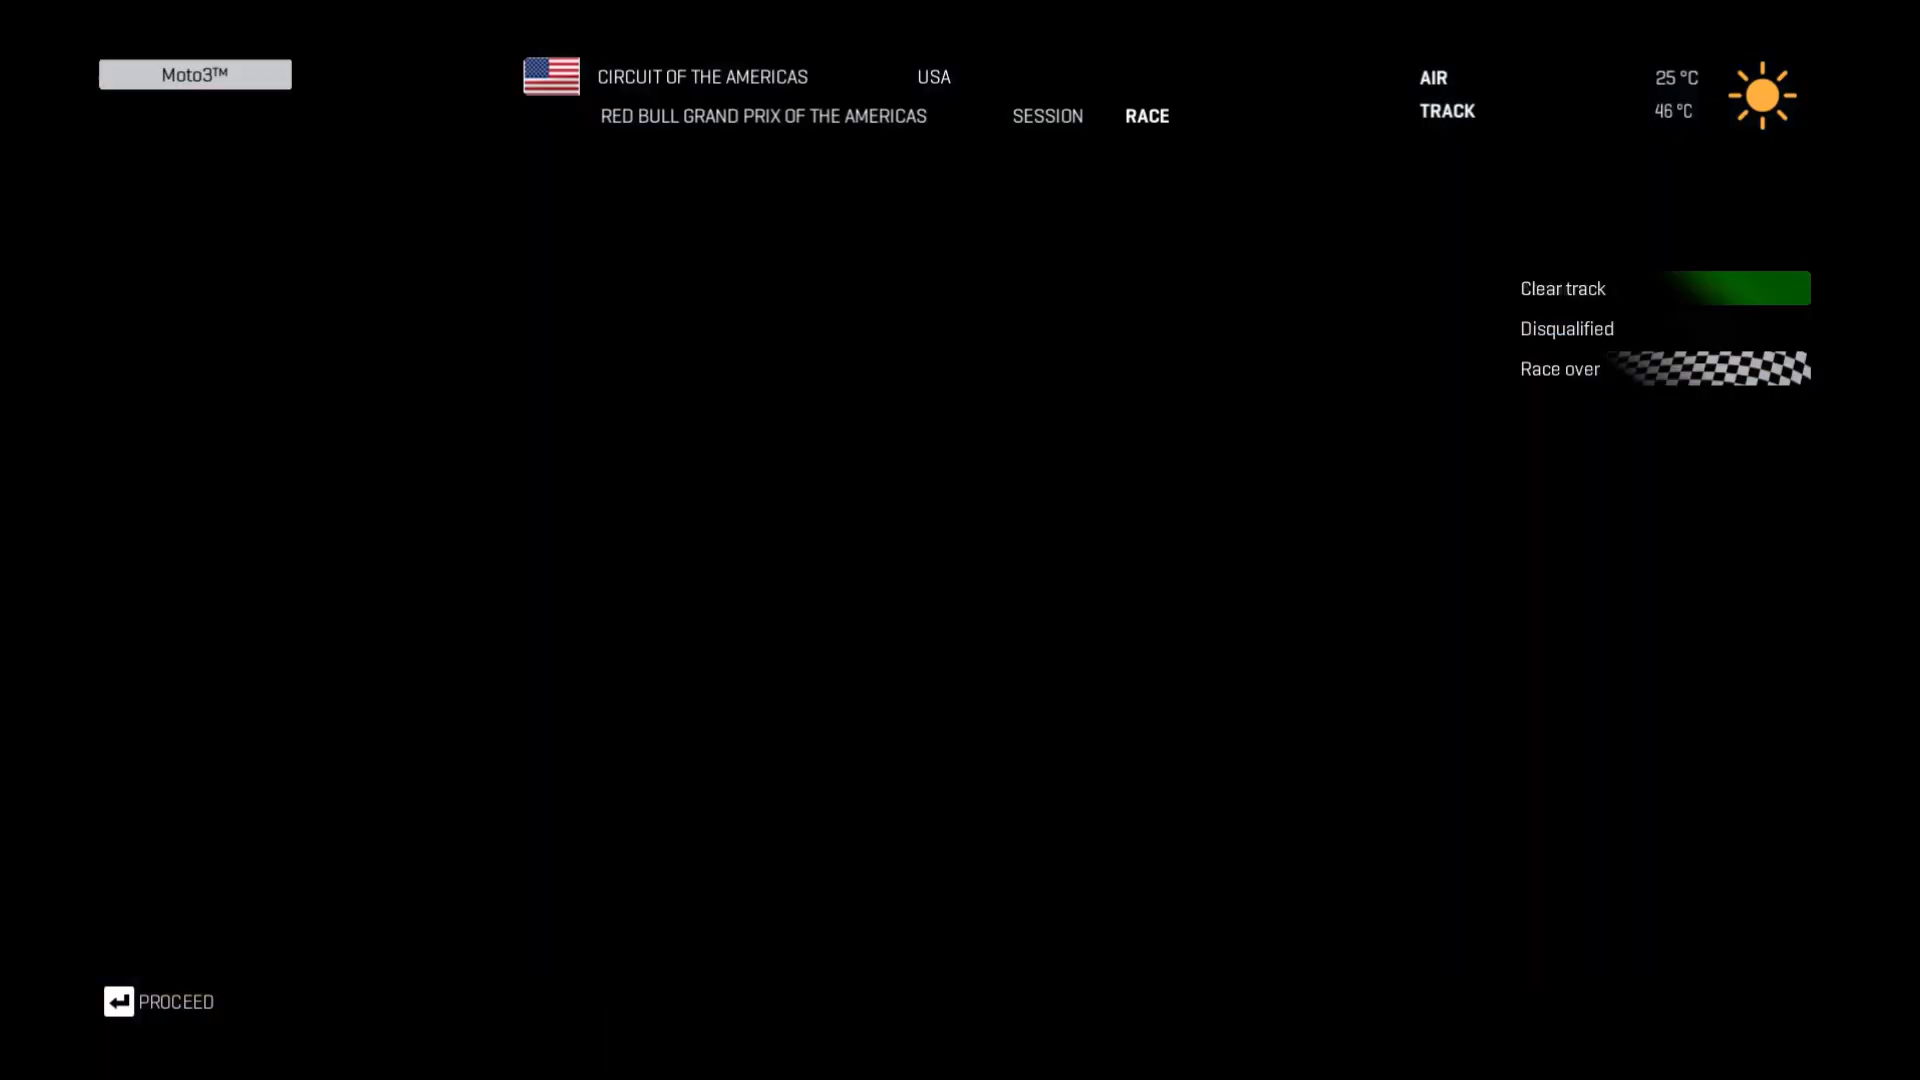 Moto3™
CIRCUIT OF THE AMERICAS USA
RED BULL GRAND PRIX OF THE AMERICAS SESSION RACE
AIR 25 °C
TRACK 46 °C
Clear track
Disqualified
Race over
PROCEED